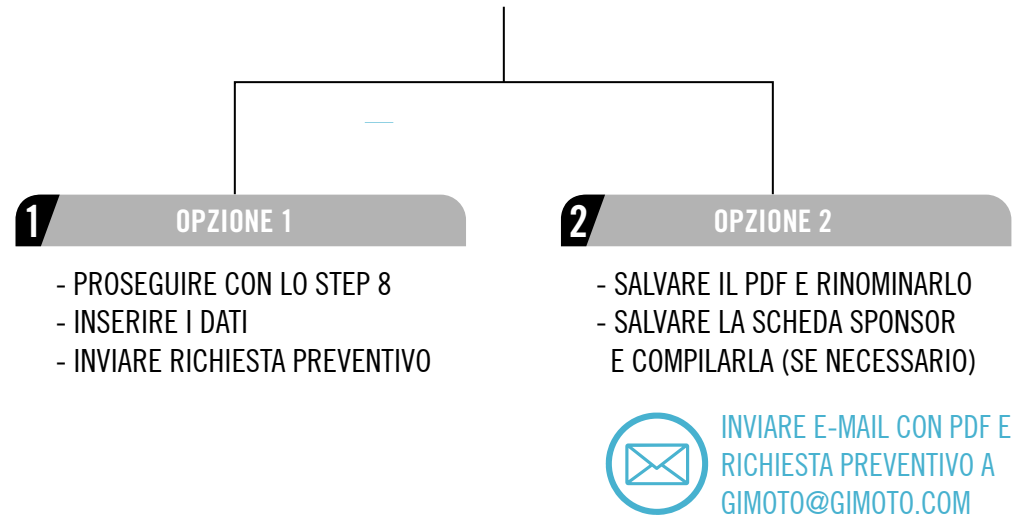 1 OPZIONE 1
- PROSEGUIRE CON LO STEP 8
- INSERIRE I DATI
- INVIARE RICHIESTA PREVENTIVO
2 OPZIONE 2
- SALVARE IL PDF E RINOMINARLO
- SALVARE LA SCHEDA SPONSOR
E COMPILARLA (SE NECESSARIO)
INVIARE E-MAIL CON PDF E
RICHIESTA PREVENTIVO A
GIMOTO@GIMOTO.COM